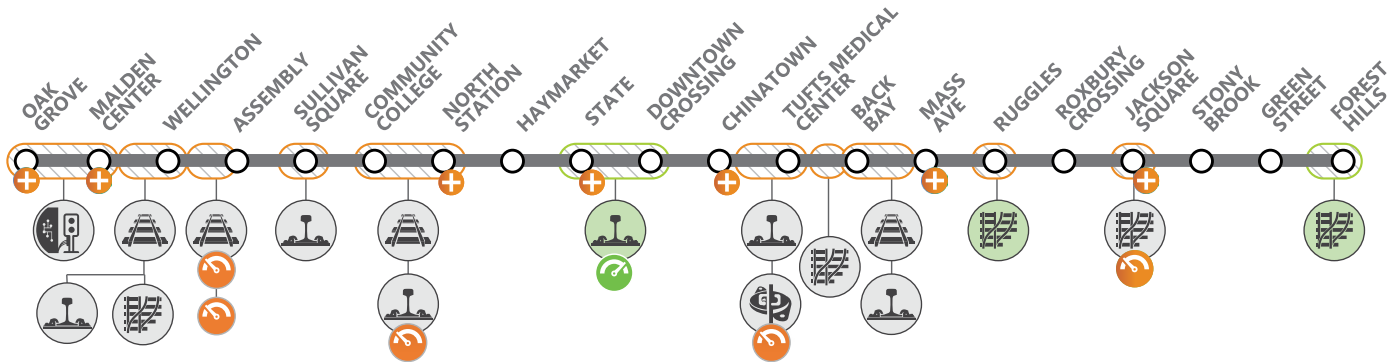 OAK
GROVE
MALDEN
CENTER
WELLINGTON
ASSEMBLY
SULLIVAN
SQUARE
COMMUNITY
COLLEGE
NORTH
STATION
HAYMARKET
STATE
DOWNTOWN
CROSSING
CHINATOWN
TUFTS MEDICAL
CENTER
BACK
BAY
MASS
AVE
RUGGLES
ROXBURY
CROSSING
JACKSON
SQUARE
STONY
BROOK
GREEN
STREET
FOREST
HILLS